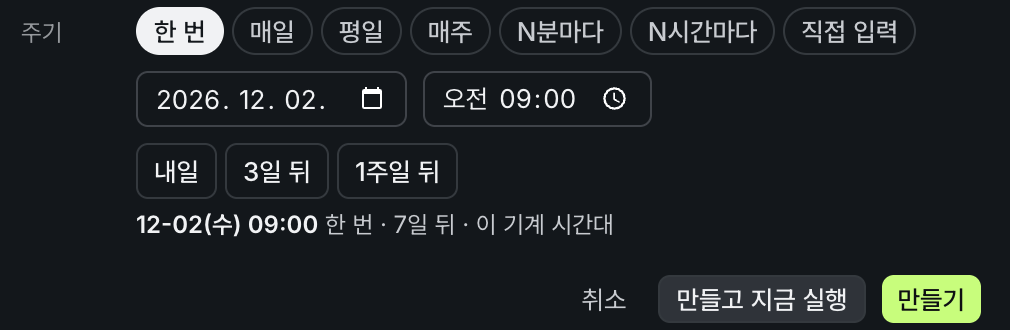 주기 한 번 매일 평일 매주 N분마다 N시간마다 직접 입력
2026. 12. 02. 오전 09:00
내일 3일 뒤 1주일 뒤
12-02(수) 09:00 한 번 · 7일 뒤 · 이 기계 시간대
취소 만들고 지금 실행 만들기